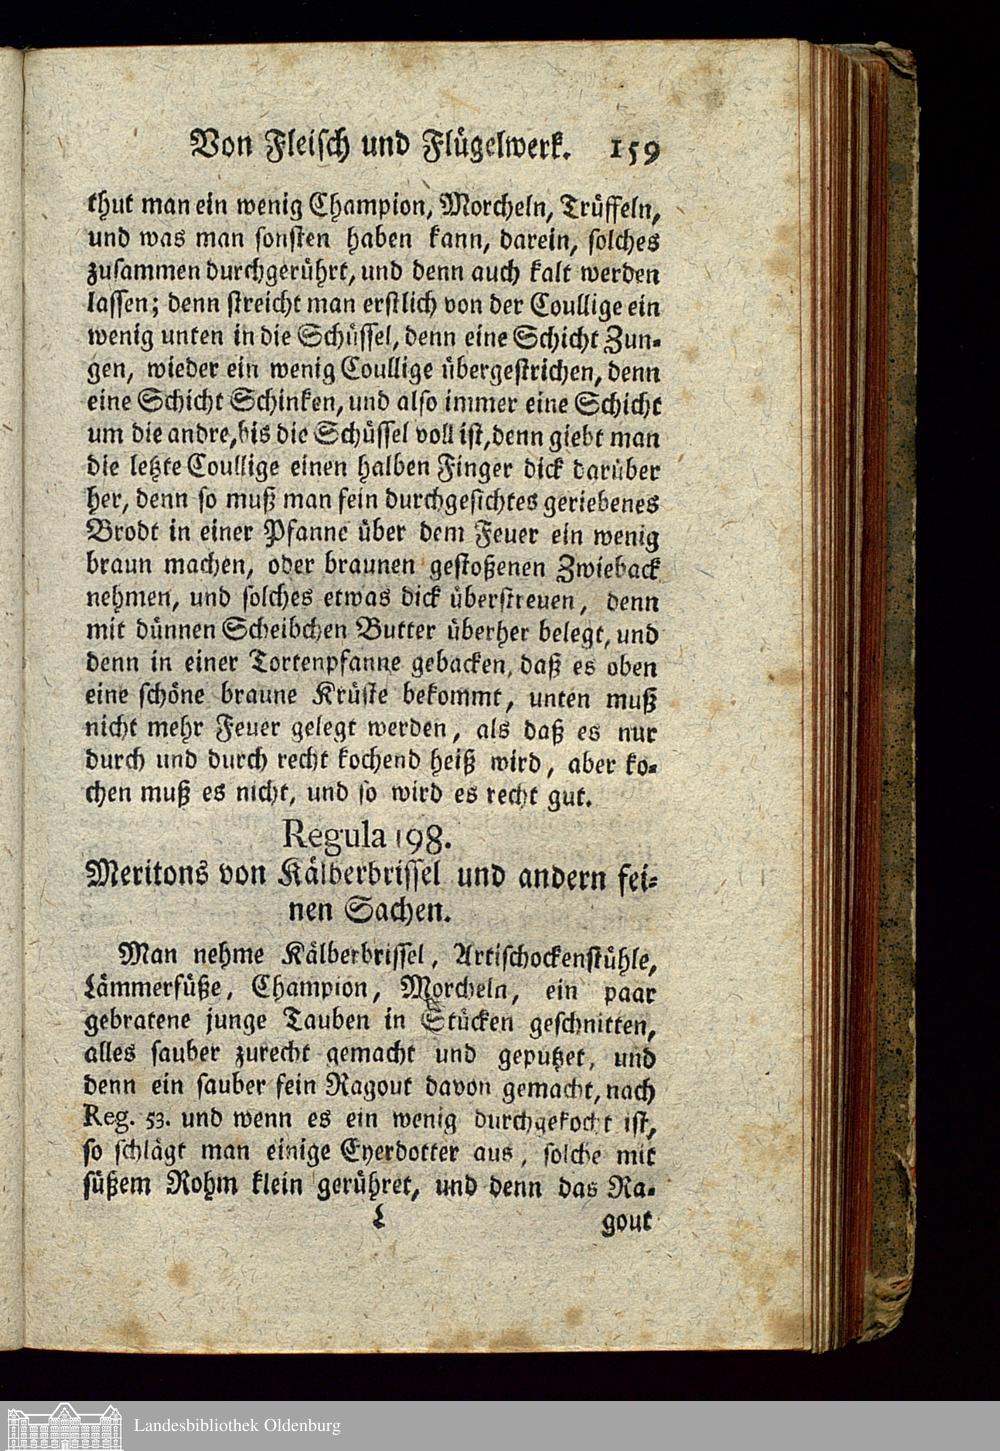 Von Fleisch und Flügelwerk. 159
thut man ein wenig Champion, Morcheln, Trüffeln,
und was man sonsten haben kann, darein, solches
zusammen durchgerührt, und denn auch kalt werden
lassen; denn streicht man erstlich von der Coullige ein
wenig unten in die Schüssel, denn eine Schicht Zun-
gen, wieder ein wenig Coullige übergestrichen, denn
eine Schicht Schinken, und also immer eine Schicht
um die andre, bis die Schüssel voll ist, denn giebt man
die letzte Coullige einen halben Finger dick darüber
her, denn so muß man fein durchgesichtes geriebenes
Brodt in einer Pfanne über dem Feuer ein wenig
braun machen, oder braunen gestoßenen Zwieback
nehmen, und solches etwas dick überstreuen, denn
mit dünnen Scheibchen Butter überher belegt, und
denn in einer Tortenpfanne gebacken, daß es oben
eine schöne braune Krüste bekommt, unten muß
nicht mehr Feuer gelegt werden, als daß es nur
durch und durch recht kochend heiß wird, aber ko-
chen muß es nicht, und so wird es recht gut.
Regula 198.
Meritons von Kälberbrissel und andern fei-
nen Sachen.
Man nehme Kälberbrissel, Artischockenstühle,
Lämmerfüße, Champion, Morcheln, ein paar
gebratene junge Tauben in Stücken geschnitten,
alles sauber zurecht gemacht und geputzet, und
denn ein sauber fein Ragout davon gemacht, nach
Reg. 53. und wenn es ein wenig durchgekocht ist,
so schlägt man einige Eyerdotter aus, solche mit
süßem Rohm klein gerühret, und denn das Ra-
L gout
Landesbibliothek Oldenburg